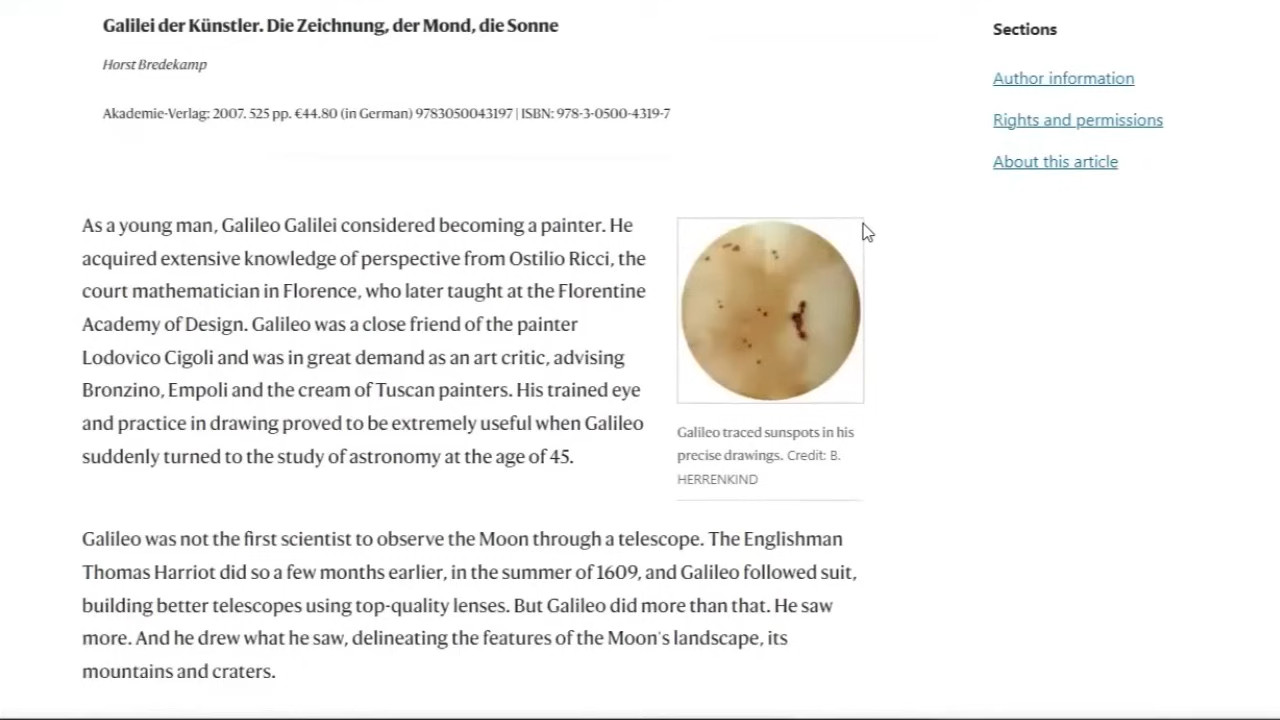 Galilei der Künstler. Die Zeichnung, der Mond, die Sonne
Horst Bredekamp
Akademie-Verlag: 2007. 525 pp. €44.80 (in German) 9783050043197 | ISBN: 978-3-0500-4319-7
As a young man, Galileo Galilei considered becoming a painter. He
acquired extensive knowledge of perspective from Ostilio Ricci, the
court mathematician in Florence, who later taught at the Florentine
Academy of Design. Galileo was a close friend of the painter
Lodovico Cigoli and was in great demand as an art critic, advising
Bronzino, Empoli and the cream of Tuscan painters. His trained eye
and practice in drawing proved to be extremely useful when Galileo
suddenly turned to the study of astronomy at the age of 45.
Galileo traced sunspots in his
precise drawings. Credit: B.
HERRENKIND
Galileo was not the first scientist to observe the Moon through a telescope. The Englishman
Thomas Harriot did so a few months earlier, in the summer of 1609, and Galileo followed suit,
building better telescopes using top-quality lenses. But Galileo did more than that. He saw
more. And he drew what he saw, delineating the features of the Moon's landscape, its
mountains and craters.
Sections
Author information
Rights and permissions
About this article